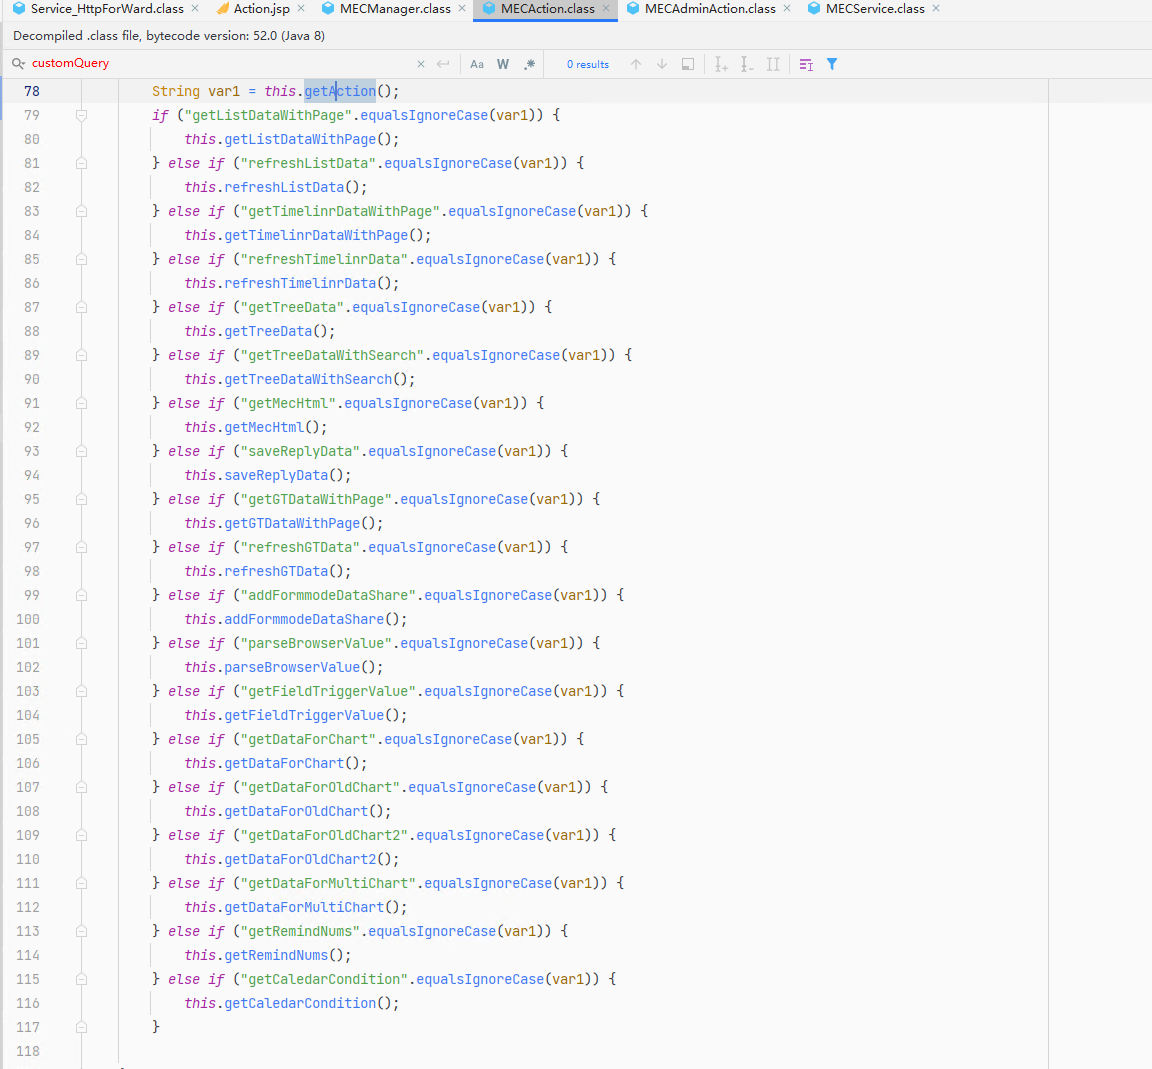 Service_HttpForWard.class × Action.jsp × MECManager.class × MECAction.class × MECAdminAction.class × MECService.class ×
Decompiled .class file, bytecode version: 52.0 (Java 8)
customQuery × Aa W .* 0 results
78 String var1 = this.getAction();
79 if ("getListDataWithPage".equalsIgnoreCase(var1)) {
80 this.getListDataWithPage();
81 } else if ("refreshListData".equalsIgnoreCase(var1)) {
82 this.refreshListData();
83 } else if ("getTimelinrDataWithPage".equalsIgnoreCase(var1)) {
84 this.getTimelinrDataWithPage();
85 } else if ("refreshTimelinrData".equalsIgnoreCase(var1)) {
86 this.refreshTimelinrData();
87 } else if ("getTreeData".equalsIgnoreCase(var1)) {
88 this.getTreeData();
89 } else if ("getTreeDataWithSearch".equalsIgnoreCase(var1)) {
90 this.getTreeDataWithSearch();
91 } else if ("getMecHtml".equalsIgnoreCase(var1)) {
92 this.getMecHtml();
93 } else if ("saveReplyData".equalsIgnoreCase(var1)) {
94 this.saveReplyData();
95 } else if ("getGTDataWithPage".equalsIgnoreCase(var1)) {
96 this.getGTDataWithPage();
97 } else if ("refreshGTData".equalsIgnoreCase(var1)) {
98 this.refreshGTData();
99 } else if ("addFormmodeDataShare".equalsIgnoreCase(var1)) {
100 this.addFormmodeDataShare();
101 } else if ("parseBrowserValue".equalsIgnoreCase(var1)) {
102 this.parseBrowserValue();
103 } else if ("getFieldTriggerValue".equalsIgnoreCase(var1)) {
104 this.getFieldTriggerValue();
105 } else if ("getDataForChart".equalsIgnoreCase(var1)) {
106 this.getDataForChart();
107 } else if ("getDataForOldChart".equalsIgnoreCase(var1)) {
108 this.getDataForOldChart();
109 } else if ("getDataForOldChart2".equalsIgnoreCase(var1)) {
110 this.getDataForOldChart2();
111 } else if ("getDataForMultiChart".equalsIgnoreCase(var1)) {
112 this.getDataForMultiChart();
113 } else if ("getRemindNums".equalsIgnoreCase(var1)) {
114 this.getRemindNums();
115 } else if ("getCaledarCondition".equalsIgnoreCase(var1)) {
116 this.getCaledarCondition();
117 }
118